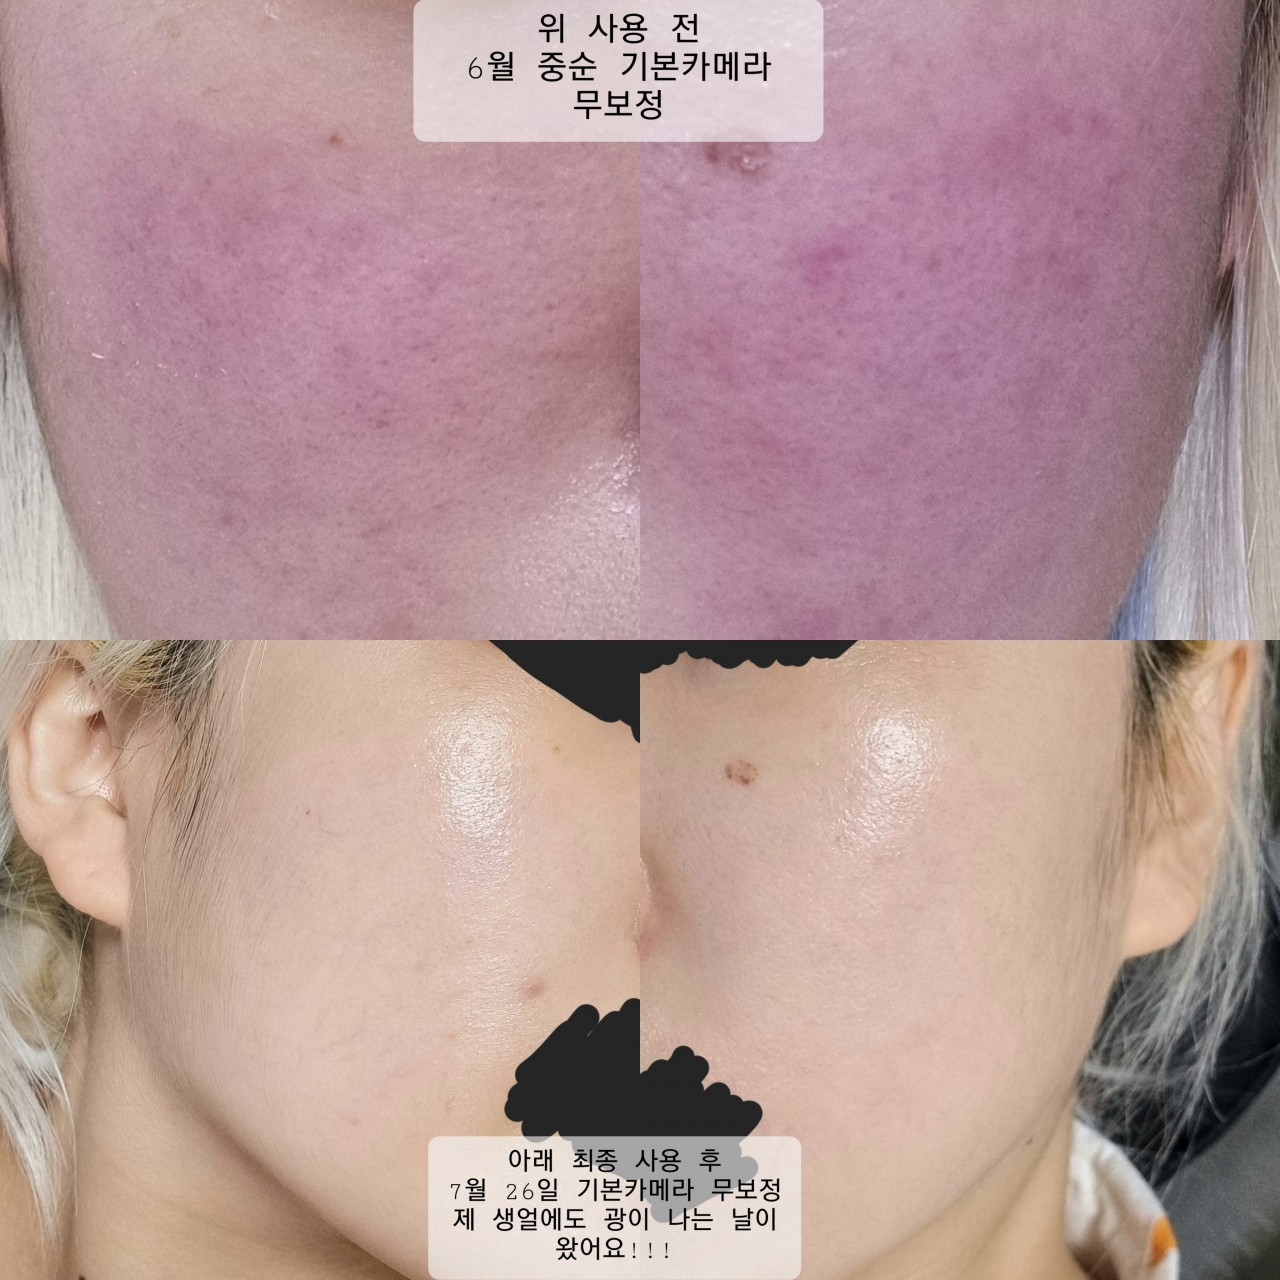 위 사용 전
6월 중순 기본카메라
무보정
아래 최종 사용 후
7월 26일 기본카메라 무보정
제 생얼에도 광이 나는 날이
왔어요!!!